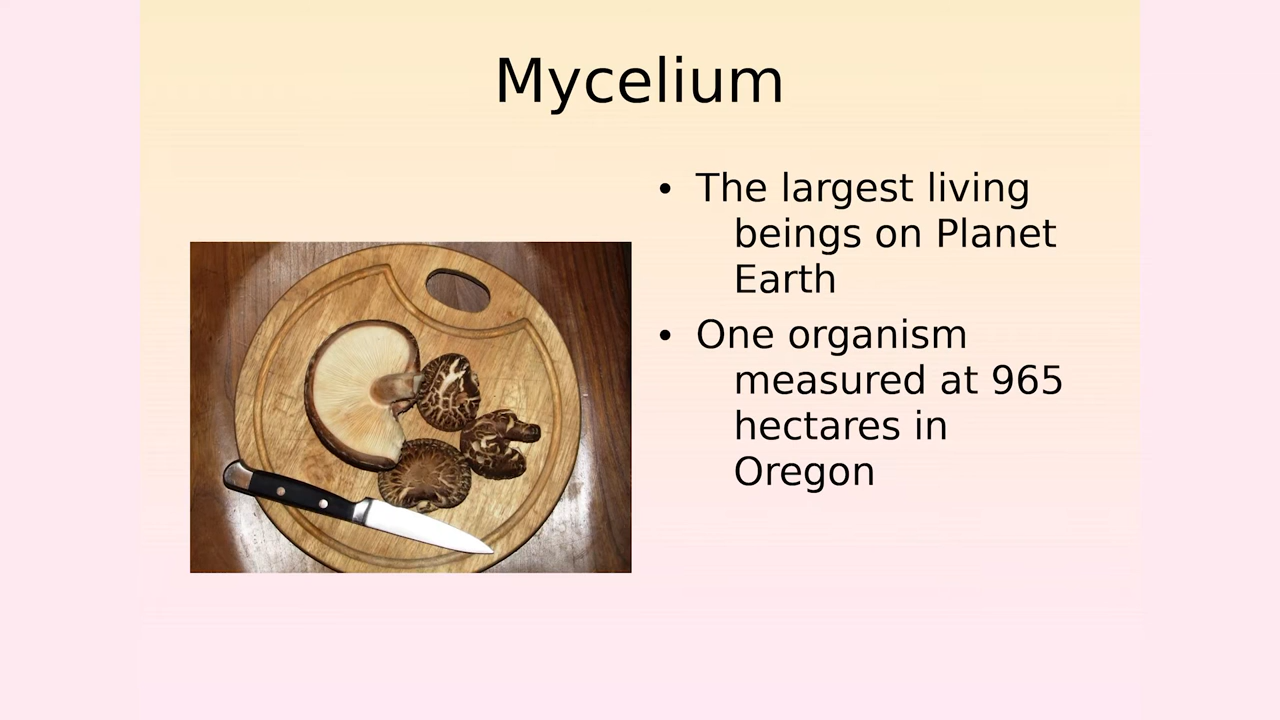 Mycelium
• The largest living
beings on Planet
Earth
• One organism
measured at 965
hectares in
Oregon